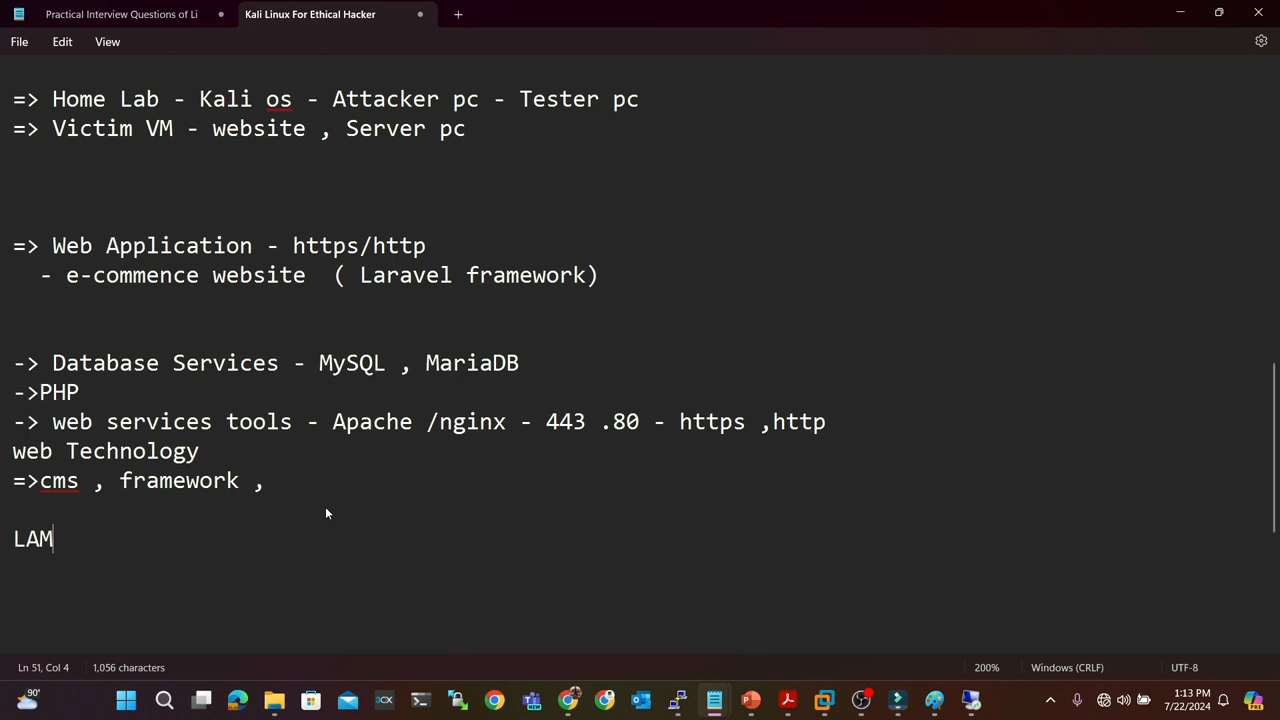 Practical Interview Questions of Li
Kali Linux For Ethical Hacker
File Edit View
=> Home Lab - Kali os - Attacker pc - Tester pc
=> Victim VM - website , Server pc
=> Web Application - https/http
- e-commence website ( Laravel framework)
-> Database Services - MySQL , MariaDB
->PHP
-> web services tools - Apache /nginx - 443 .80 - https ,http
web Technology
=>cms , framework ,
LAM
Ln 51, Col 4 1,056 characters 200% Windows (CRLF) UTF-8
90°
3CX
NEW
1:13 PM
7/22/2024
PRE